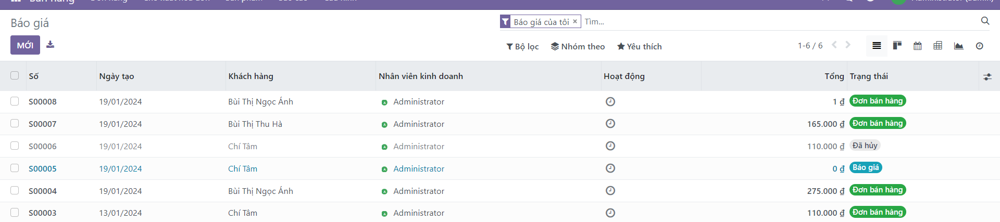 Bán hàng
Báo giá
Báo giá của tôi × Tìm...
MỚI
Bộ lọc Nhóm theo Yêu thích 1-6 / 6
Số Ngày tạo Khách hàng Nhân viên kinh doanh Hoạt động Tổng Trạng thái
S00008 19/01/2024 Bùi Thị Ngọc Ánh A Administrator 1 ₫ Đơn bán hàng
S00007 19/01/2024 Bùi Thị Thu Hà A Administrator 165.000 ₫ Đơn bán hàng
S00006 19/01/2024 Chí Tâm A Administrator 110.000 ₫ Đã hủy
S00005 19/01/2024 Chí Tâm A Administrator 0 ₫ Báo giá
S00004 19/01/2024 Bùi Thị Ngọc Ánh A Administrator 275.000 ₫ Đơn bán hàng
S00003 13/01/2024 Chí Tâm A Administrator 110.000 ₫ Đơn bán hàng